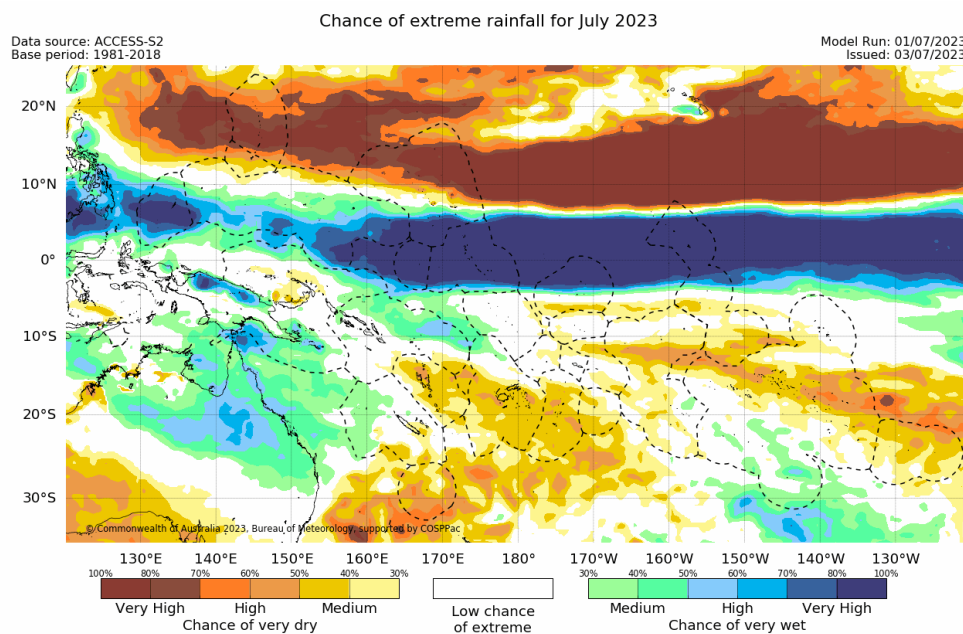 Chance of extreme rainfall for July 2023
Data source: ACCESS-S2
Base period: 1981-2018
Model Run: 01/07/2023
Issued: 03/07/2023
20°N
10°N
0°
10°S
20°S
30°S
© Commonwealth of Australia 2023, Bureau of Meteorology, supported by COSPPac
130°E 140°E 150°E 160°E 170°E 180° 170°W 160°W 150°W 140°W 130°W
100% 80% 70% 60% 50% 40% 30%
30% 40% 50% 60% 70% 80% 100%
Very High High Medium
Chance of very dry
Low chance
of extreme
Medium High Very High
Chance of very wet